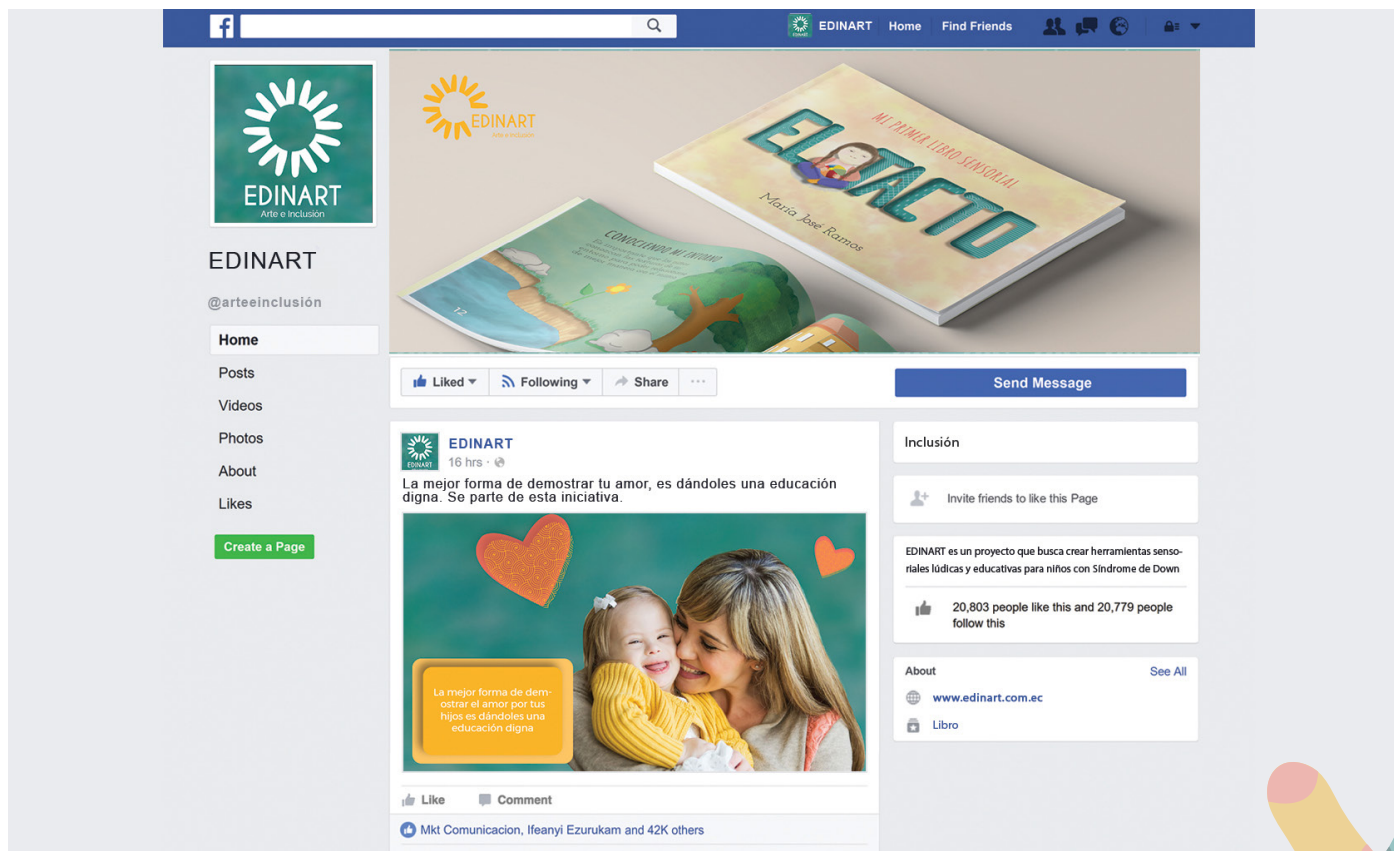 EDINART
Home
Find Friends
EDINART
Arte e Inclusión
EDINART
@arteeinclusión
Home
Posts
Videos
Photos
About
Likes
Create a Page
EDINART
Arte e Inclusión
MI PRIMER LIBRO SENSORIAL
EL TACTO
María José Ramos
CONOCIENDO MI ENTORNO
12
Liked
Following
Share
Send Message
EDINART
EDINART
16 hrs
La mejor forma de demostrar tu amor, es dándoles una educación
digna. Se parte de esta iniciativa.
La mejor forma de dem-
ostrar el amor por tus
hijos es dándoles una
educación digna
Like
Comment
Mkt Comunicacion, Ifeanyi Ezurukam and 42K others
Inclusión
Invite friends to like this Page
EDINART es un proyecto que busca crear herramientas senso-
riales lúdicas y educativas para niños con Síndrome de Down
20,803 people like this and 20,779 people
follow this
About
See All
www.edinart.com.ec
Libro